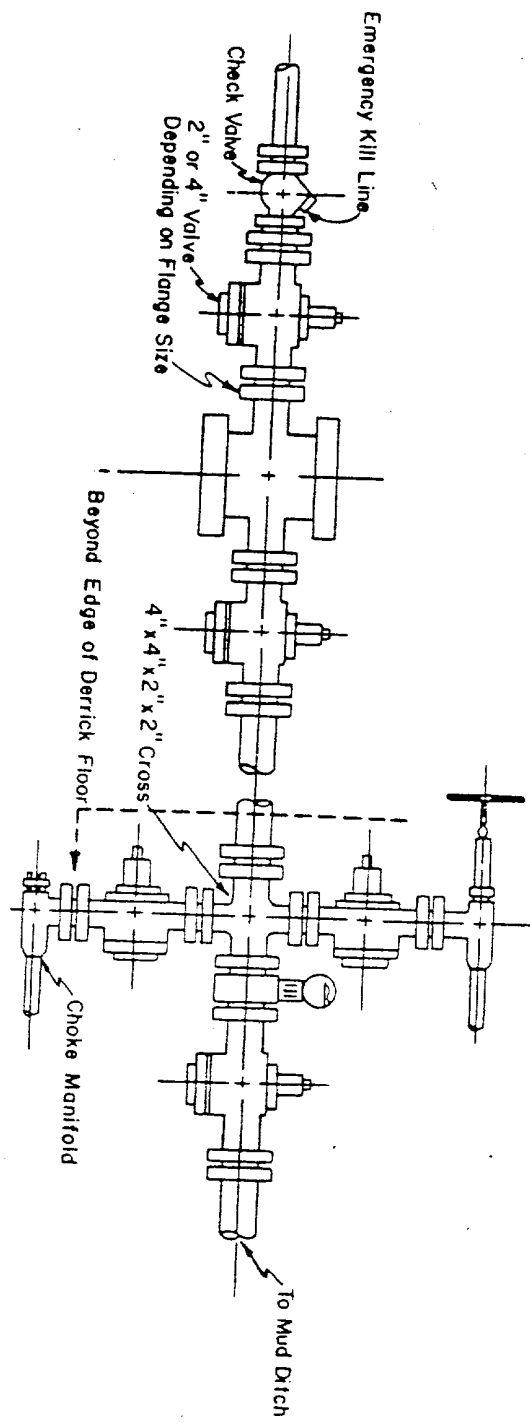 Emergency Kill Line
Check Valve
2" or 4" Valve
Depending on Flange Size
Beyond Edge of Derrick Floor
4"x4"x2"x2" Cross
Choke Manifold
To Mud Ditch